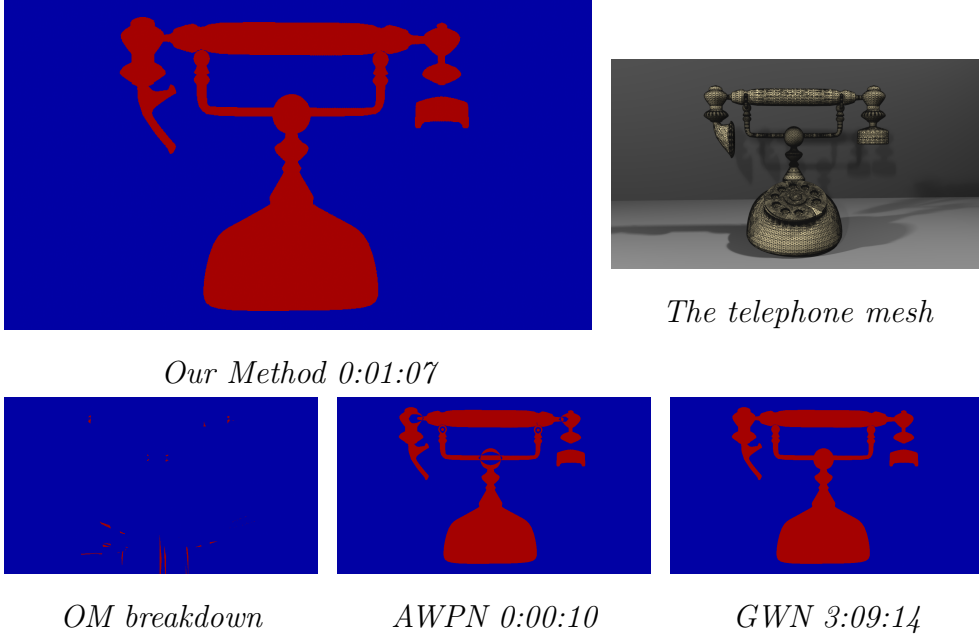 The telephone mesh
Our Method 0:01:07
OM breakdown
AWPN 0:00:10
GWN 3:09:14